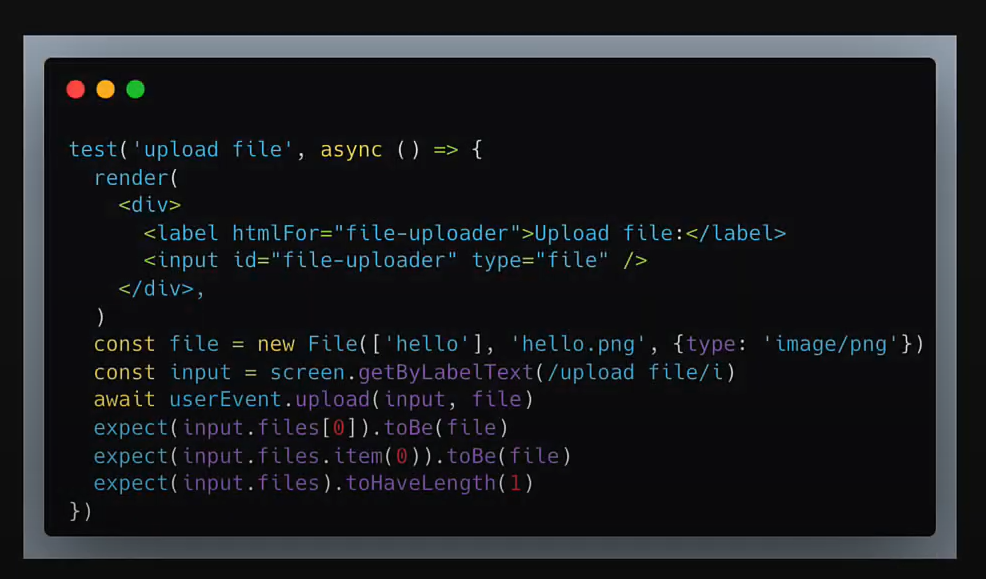 test('upload file', async () => {
  render(
    <div>
      <label htmlFor="file-uploader">Upload file:</label>
      <input id="file-uploader" type="file" />
    </div>,
  )
  const file = new File(['hello'], 'hello.png', {type: 'image/png'})
  const input = screen.getByLabelText(/upload file/i)
  await userEvent.upload(input, file)
  expect(input.files[0]).toBe(file)
  expect(input.files.item(0)).toBe(file)
  expect(input.files).toHaveLength(1)
})